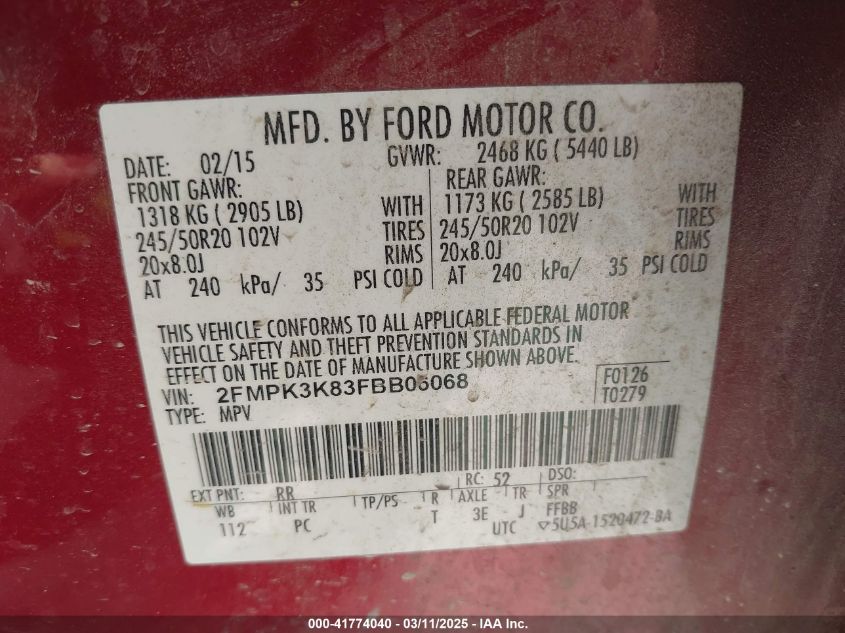 MFD. BY FORD MOTOR CO.
DATE: 02/15 GVWR: 2468 KG ( 5440 LB)
FRONT GAWR: REAR GAWR:
1318 KG ( 2905 LB) WITH 1173 KG ( 2585 LB) WITH
245/50R20 102V TIRES 245/50R20 102V TIRES
20x8.0J RIMS 20x8.0J RIMS
AT 240 kPa/ 35 PSI COLD AT 240 kPa/ 35 PSI COLD
THIS VEHICLE CONFORMS TO ALL APPLICABLE FEDERAL MOTOR
VEHICLE SAFETY AND THEFT PREVENTION STANDARDS IN
EFFECT ON THE DATE OF MANUFACTURE SHOWN ABOVE.
VIN: 2FMPK3K83FBB06068 F0126
TYPE: MPV T0279
EXT PNT: RR RC: 52 DSO:
WB INT TR TP/PS R AXLE TR SPR
112 PC T 3E J FFBB
UTC ▽5U5A-1520472-BA
000-41774040 - 03/11/2025 - IAA Inc.